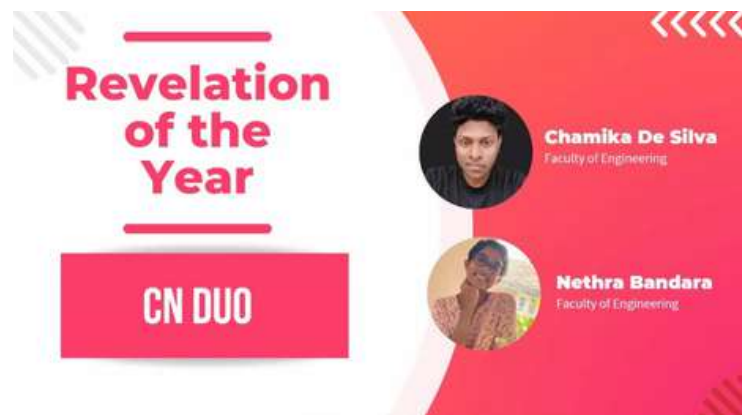 Revelation
of the
Year
CN DUO
Chamika De Silva
Faculty of Engineering
Nethra Bandara
Faculty of Engineering